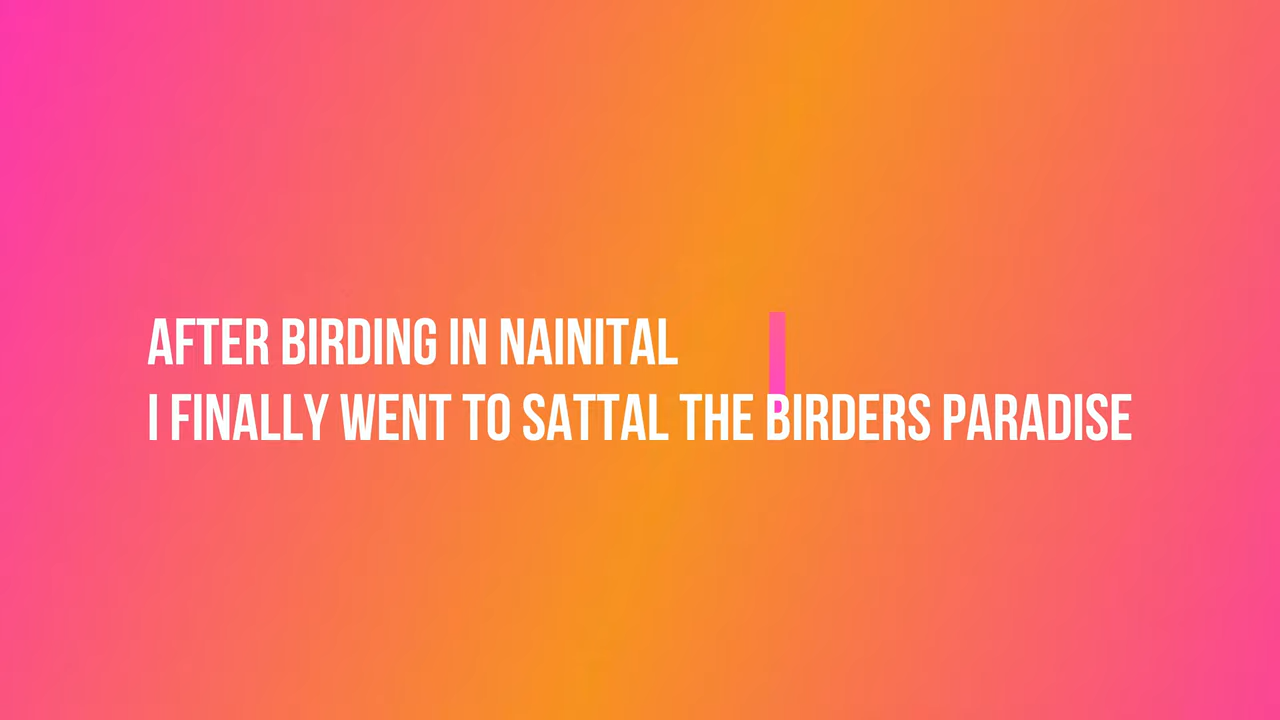 AFTER BIRDING IN NAINITAL
I FINALLY WENT TO SATTAL THE BIRDERS PARADISE